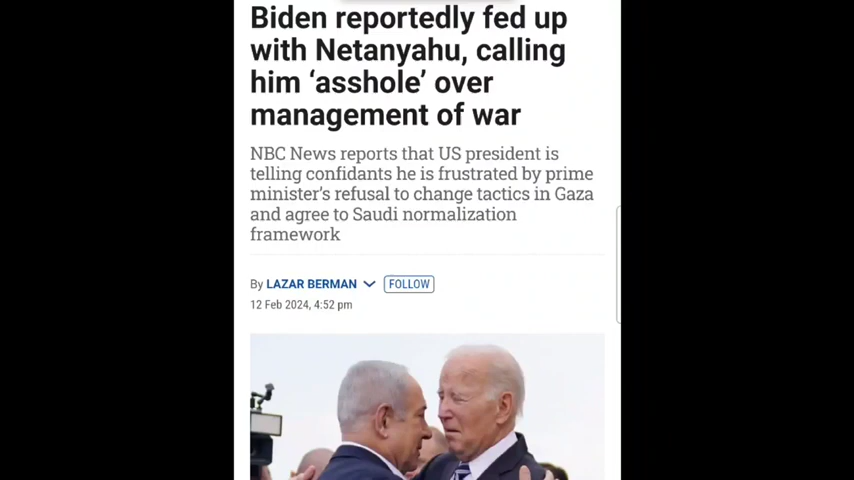 Biden reportedly fed up
with Netanyahu, calling
him ‘asshole’ over
management of war
NBC News reports that US president is
telling confidants he is frustrated by prime
minister’s refusal to change tactics in Gaza
and agree to Saudi normalization
framework
By LAZAR BERMAN FOLLOW
12 Feb 2024, 4:52 pm